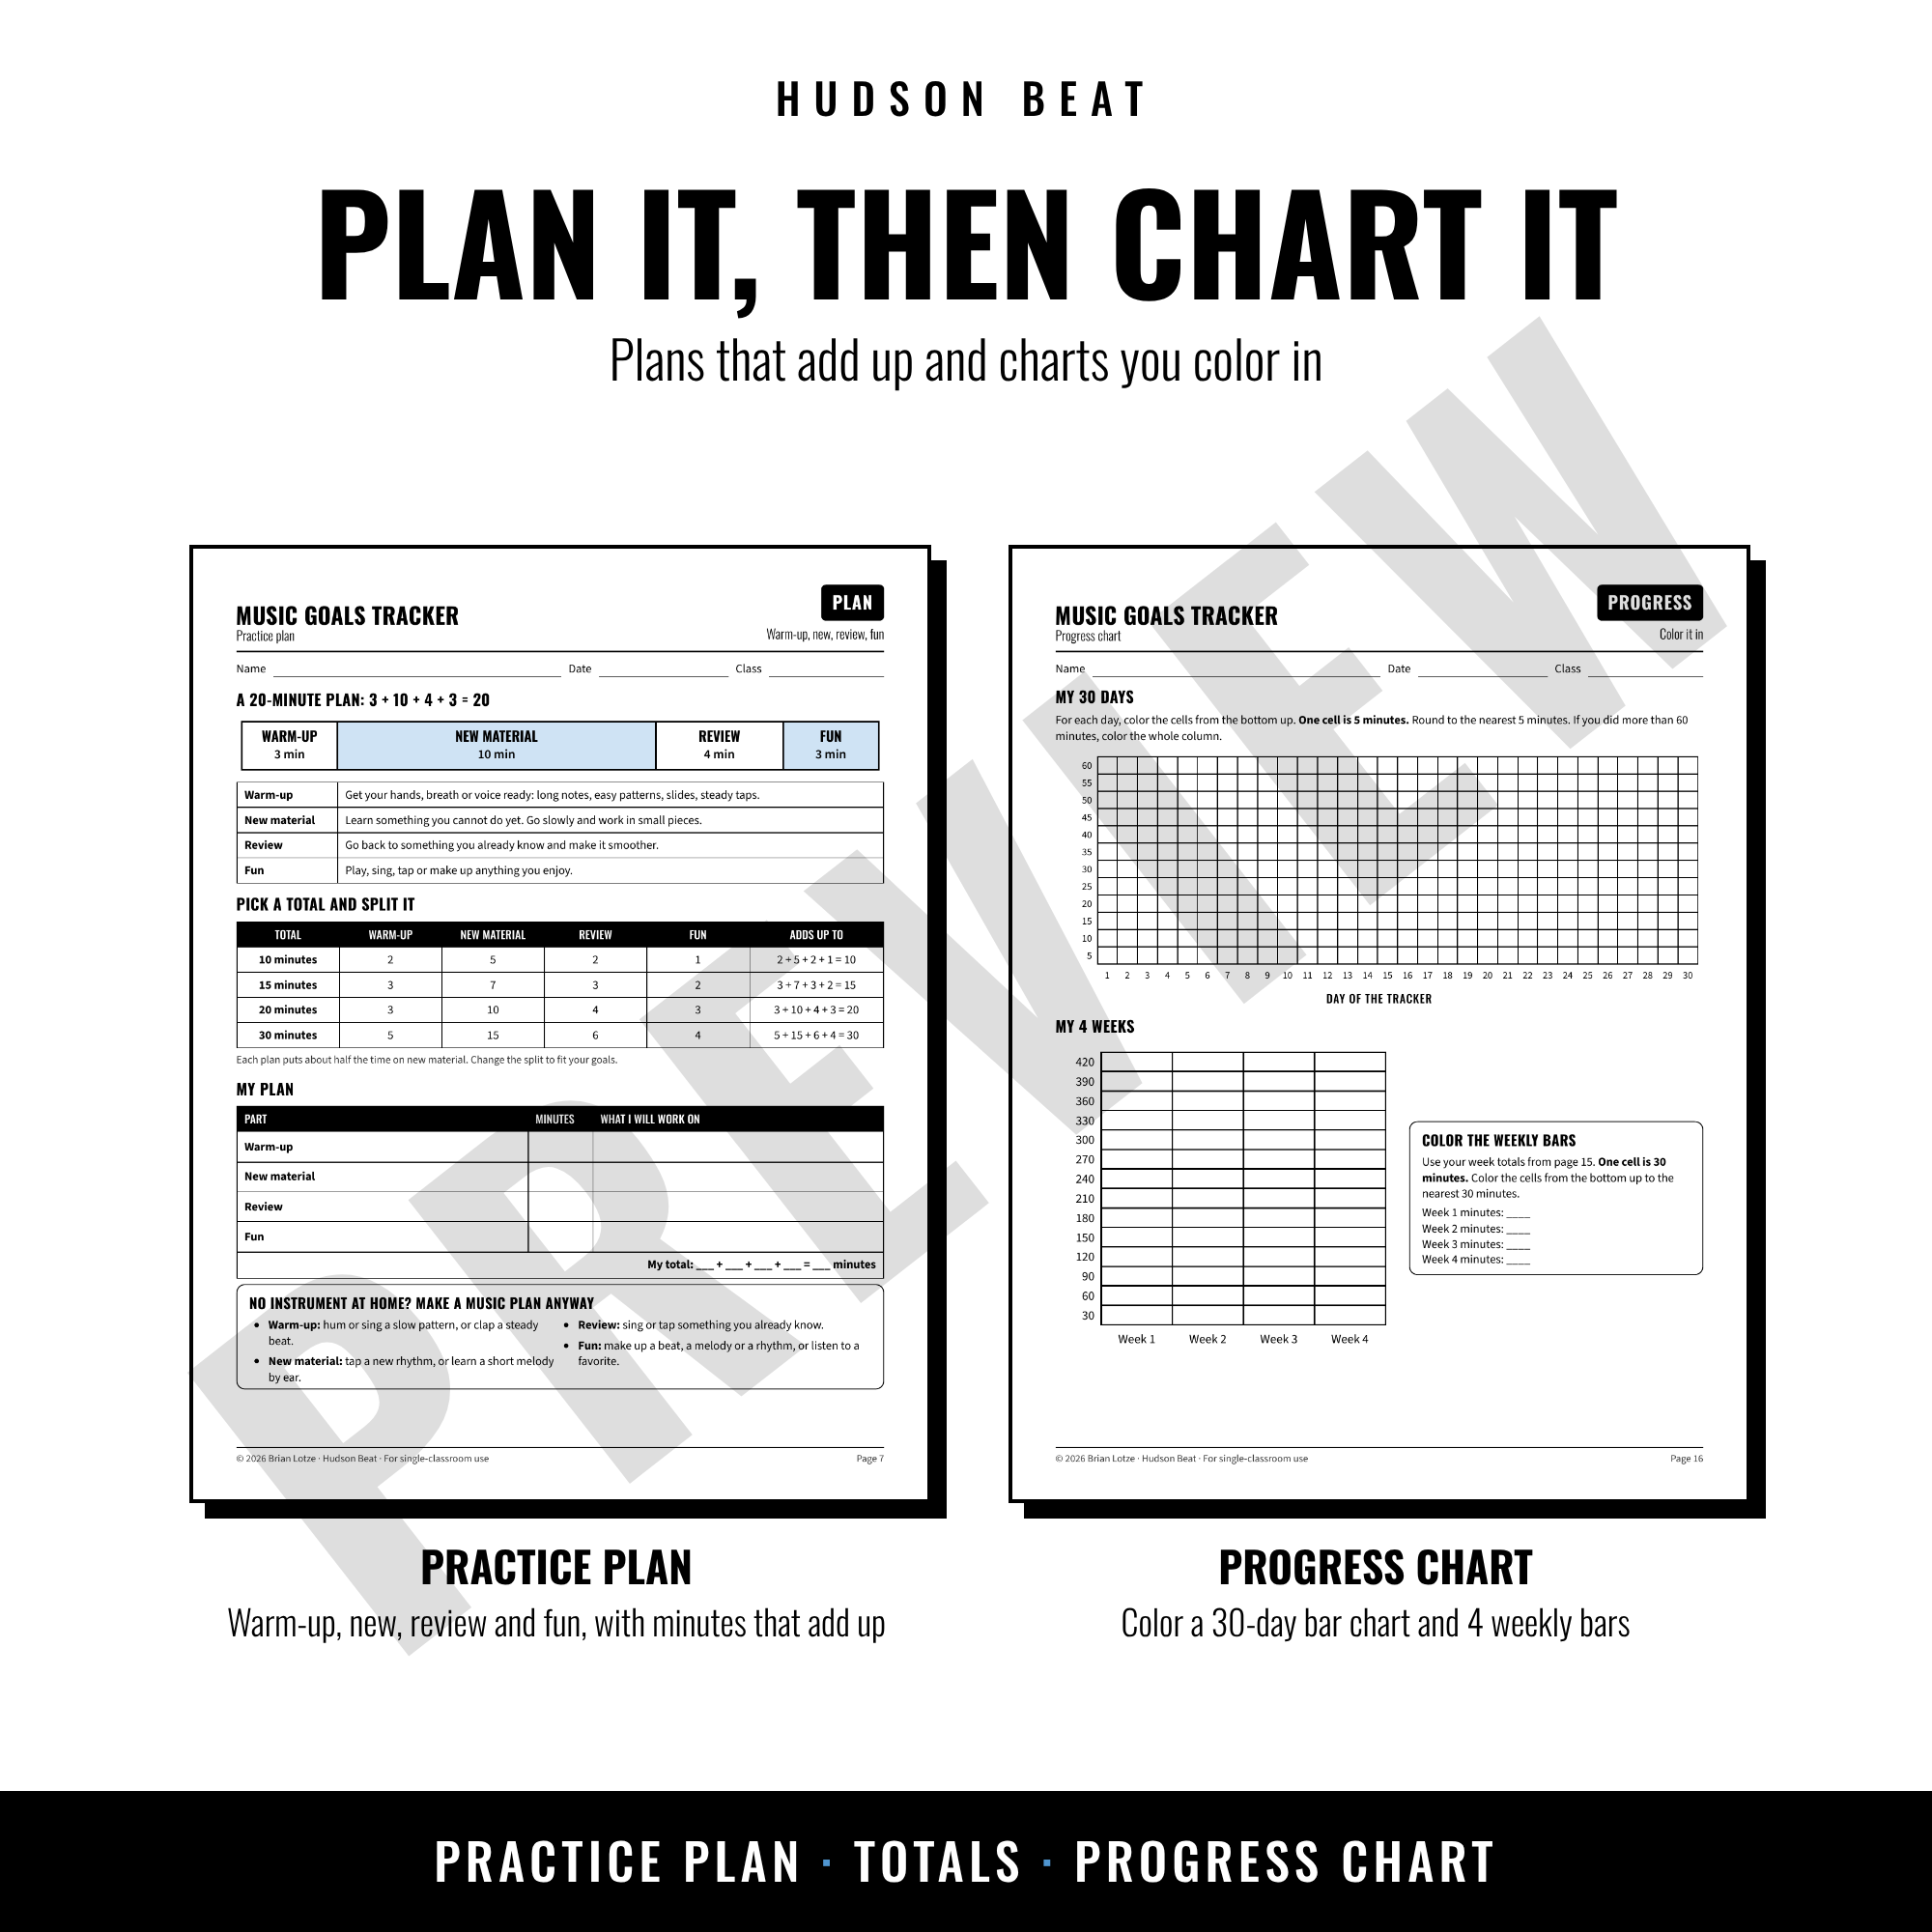 HUDSON BEAT
PLAN IT, THEN CHART IT
Plans that add up and charts you color in
MUSIC GOALS TRACKER
Practice plan
PLAN
Warm-up, new, review, fun
Name Date Class
A 20-MINUTE PLAN: 3 + 10 + 4 + 3 = 20
WARM-UP NEW MATERIAL REVIEW FUN
3 min 10 min 4 min 3 min
Warm-up Get your hands, breath or voice ready: long notes, easy patterns, slides, steady taps.
New material Learn something you cannot do yet. Go slowly and work in small pieces.
Review Go back to something you already know and make it smoother.
Fun Play, sing, tap or make up anything you enjoy.
PICK A TOTAL AND SPLIT IT
TOTAL WARM-UP NEW MATERIAL REVIEW FUN ADDS UP TO
10 minutes 2 5 2 1 2 + 5 + 2 + 1 = 10
15 minutes 3 7 3 2 3 + 7 + 3 + 2 = 15
20 minutes 3 10 4 3 3 + 10 + 4 + 3 = 20
30 minutes 5 15 6 4 5 + 15 + 6 + 4 = 30
Each plan puts about half the time on new material. Change the split to fit your goals.
MY PLAN
PART MINUTES WHAT I WILL WORK ON
Warm-up
New material
Review
Fun
My total: ___ + ___ + ___ + ___ = ___ minutes
NO INSTRUMENT AT HOME? MAKE A MUSIC PLAN ANYWAY
• Warm-up: hum or sing a slow pattern, or clap a steady
beat.
• New material: tap a new rhythm, or learn a short melody
by ear.
• Review: sing or tap something you already know.
• Fun: make up a beat, a melody or a rhythm, or listen to a
favorite.
© 2026 Brian Lotze · Hudson Beat · For single-classroom use Page 7
MUSIC GOALS TRACKER
Progress chart
PROGRESS
Color it in
Name Date Class
MY 30 DAYS
For each day, color the cells from the bottom up. One cell is 5 minutes. Round to the nearest 5 minutes. If you did more than 60
minutes, color the whole column.
60
55
50
45
40
35
30
25
20
15
10
5
1 2 3 4 5 6 7 8 9 10 11 12 13 14 15 16 17 18 19 20 21 22 23 24 25 26 27 28 29 30
DAY OF THE TRACKER
MY 4 WEEKS
420
390
360
330
300
270
240
210
180
150
120
90
60
30
Week 1 Week 2 Week 3 Week 4
COLOR THE WEEKLY BARS
Use your week totals from page 15. One cell is 30
minutes. Color the cells from the bottom up to the
nearest 30 minutes.
Week 1 minutes: ____
Week 2 minutes: ____
Week 3 minutes: ____
Week 4 minutes: ____
© 2026 Brian Lotze · Hudson Beat · For single-classroom use Page 16
PREVIEW
PRACTICE PLAN
Warm-up, new, review and fun, with minutes that add up
PROGRESS CHART
Color a 30-day bar chart and 4 weekly bars
PRACTICE PLAN · TOTALS · PROGRESS CHART